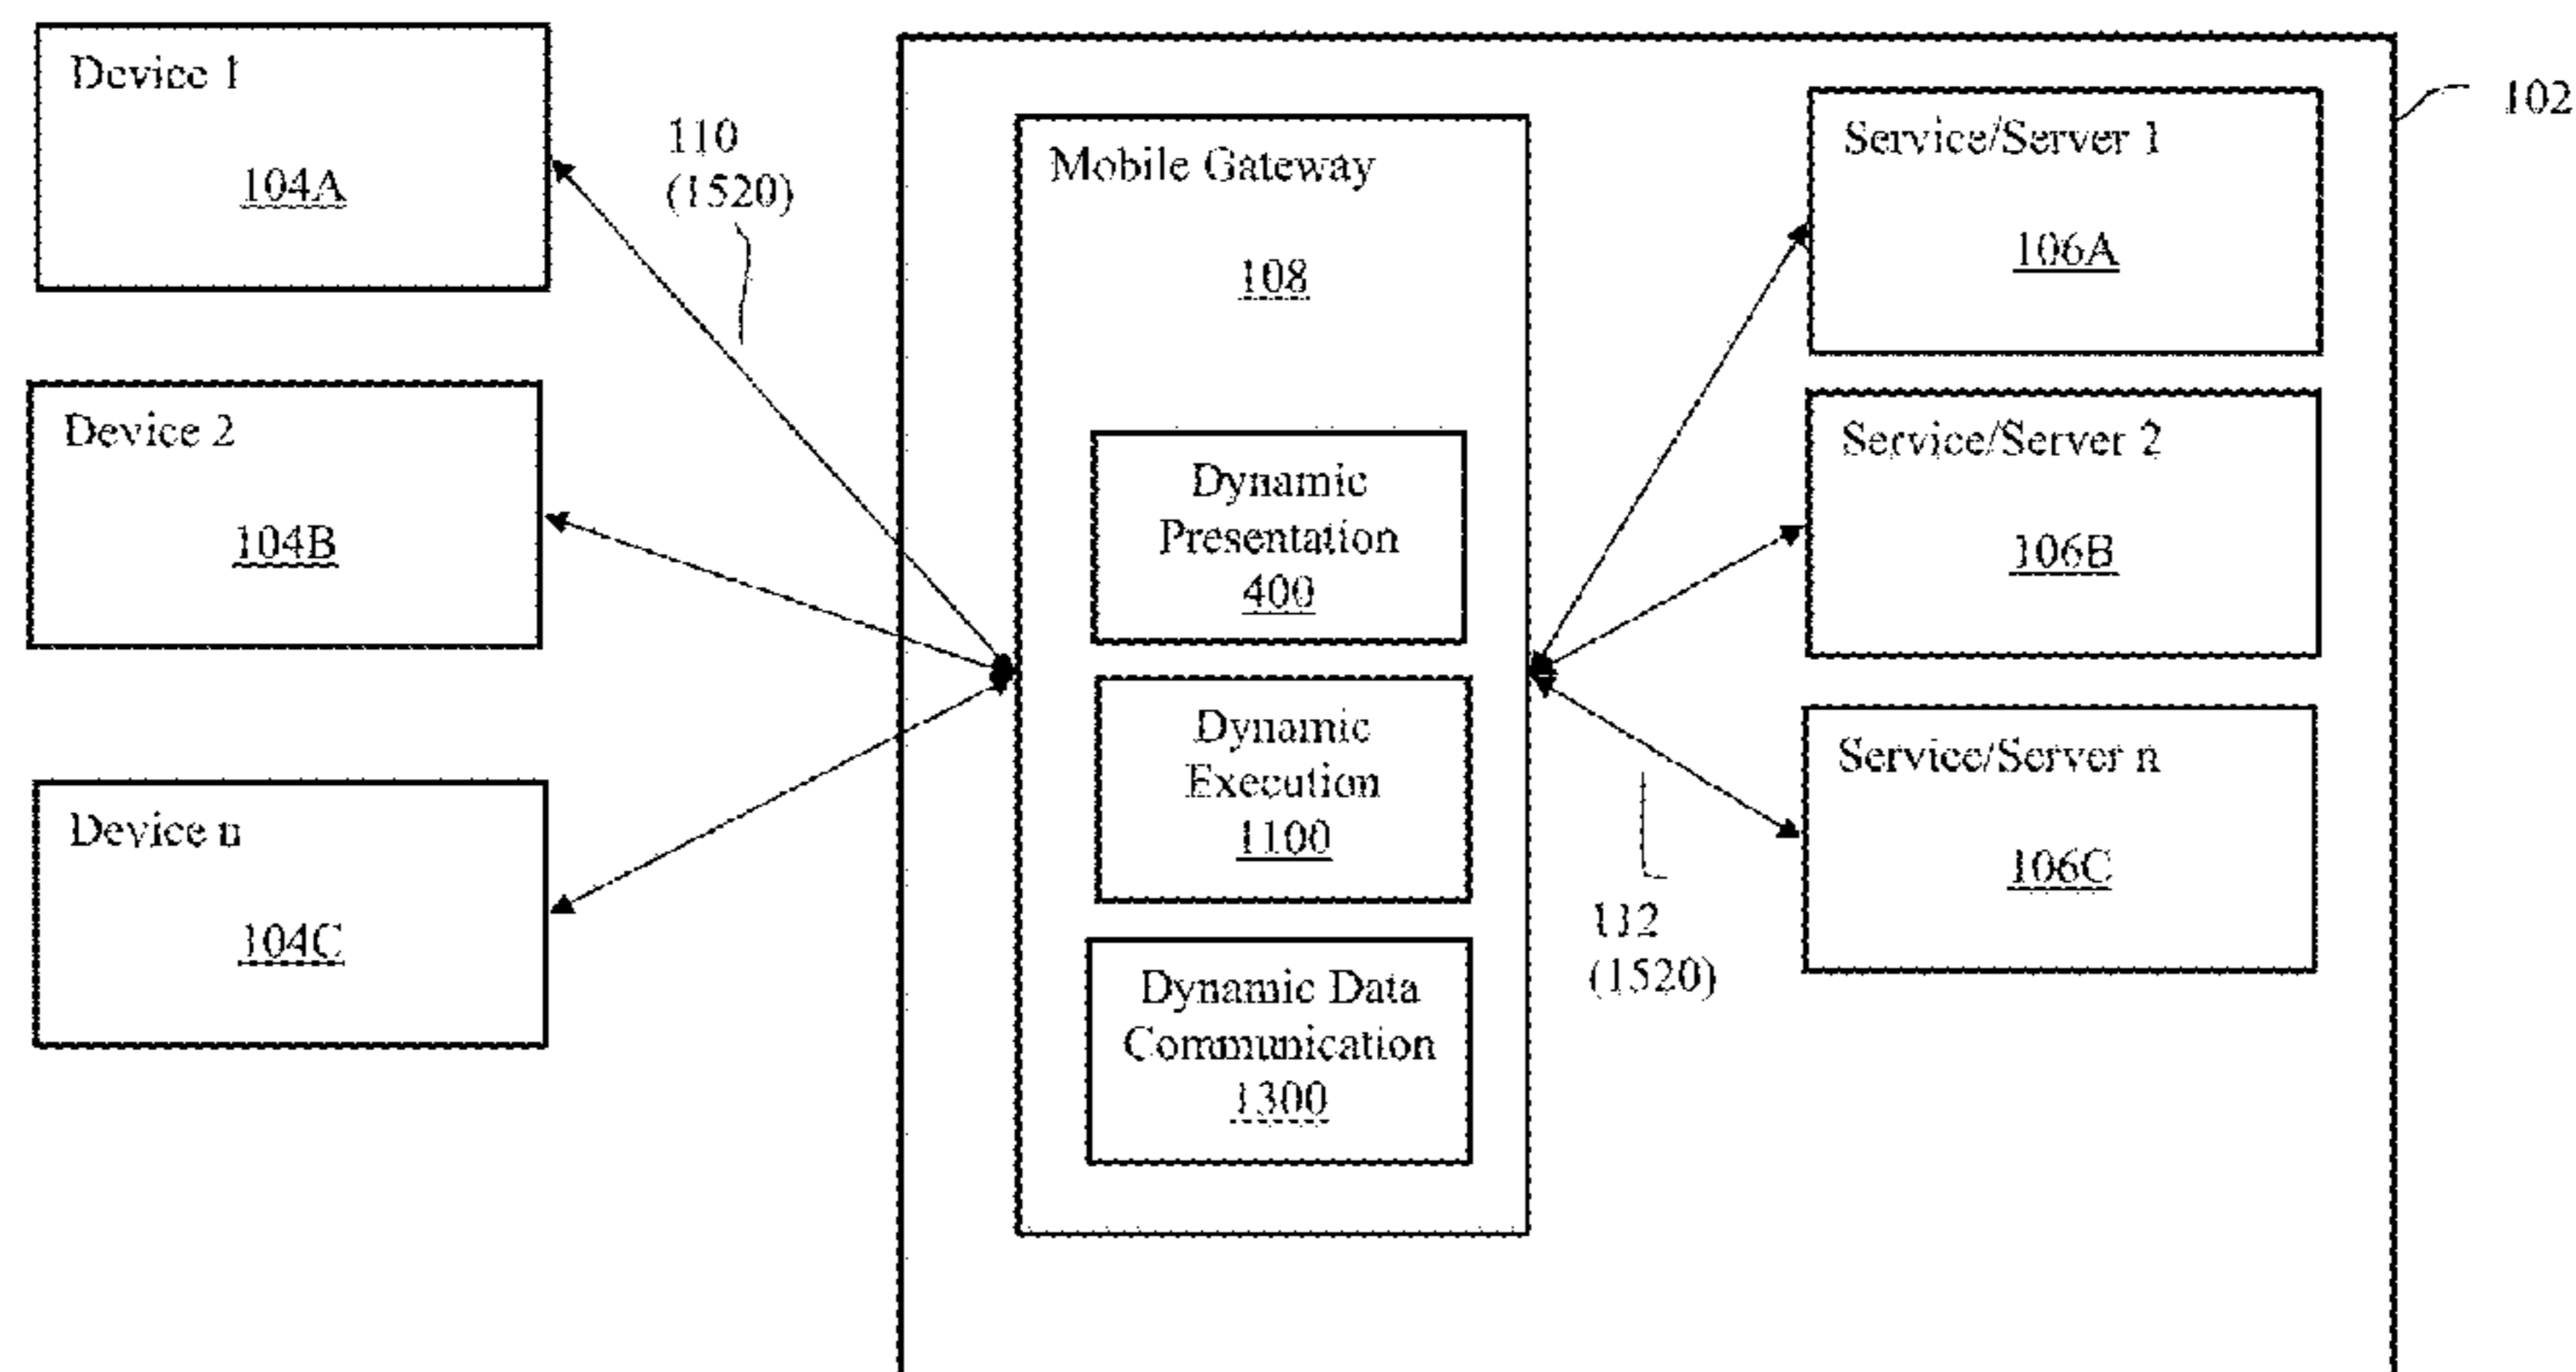 Device 1
104A
110
(1520)
Device 2
104B
Device n
104C
Mobile Gateway
108
Dynamic
Presentation
400
Dynamic
Execution
1100
Dynamic Data
Communication
1300
Service/Server 1
106A
Service/Server 2
106B
Service/Server n
106C
112
(1520)
102